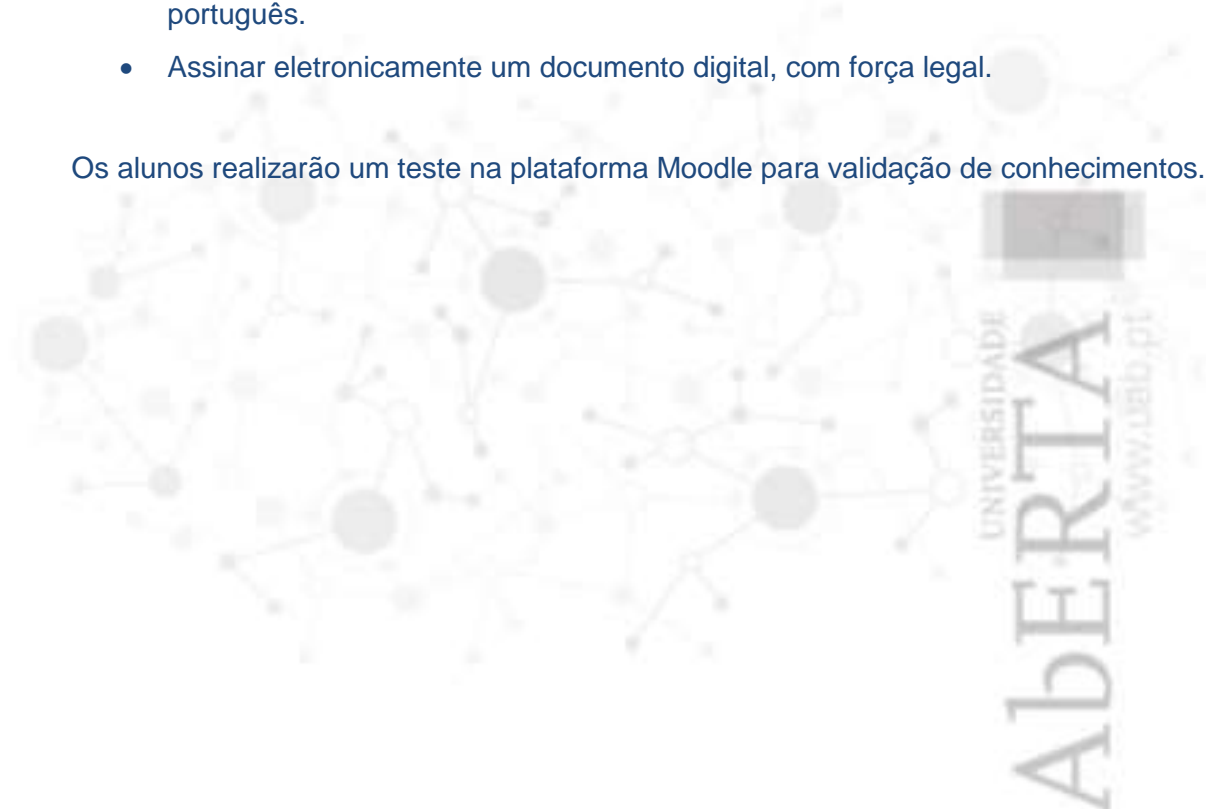 português.
• Assinar eletronicamente um documento digital, com força legal.
Os alunos realizarão um teste na plataforma Moodle para validação de conhecimentos.
UNIVERSIDADE
AbERTA
www.uab.pt